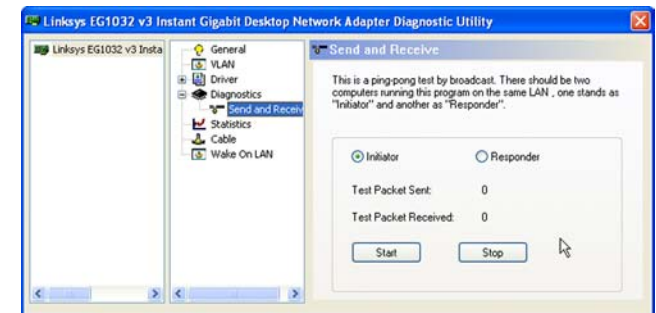 Linksys EG1032 v3 Instant Gigabit Desktop Network Adapter Diagnostic Utility
Linksys EG1032 v3 Insta
General
VLAN
Driver
Diagnostics
Send and Receiv
Statistics
Cable
Wake On LAN
Send and Receive
This is a ping-pong test by broadcast. There should be two
computers running this program on the same LAN , one stands as
"Initiator" and another as "Responder".
Initiator Responder
Test Packet Sent: 0
Test Packet Received: 0
Start Stop